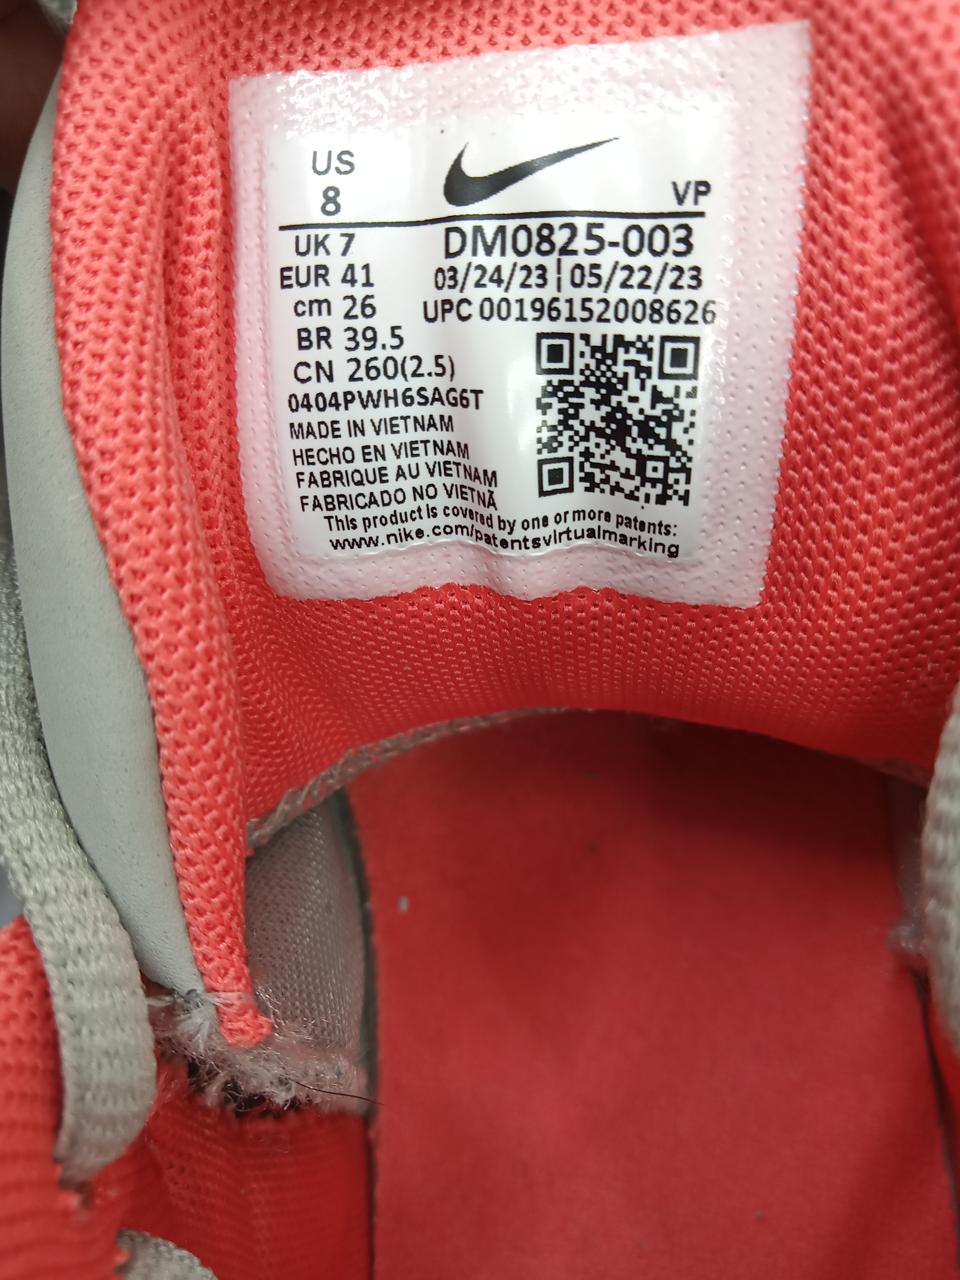 US
8
VP
UK 7
DM0825-003
EUR 41
03/24/23 | 05/22/23
cm 26
UPC 00196152008626
BR 39.5
CN 260(2.5)
0404PWH6SAG6T
MADE IN VIETNAM
HECHO EN VIETNAM
FABRIQUE AU VIETNAM
FABRICADO NO VIETNÃ
This product is covered by one or more patents:
www.nike.com/patentsvirtualmarking